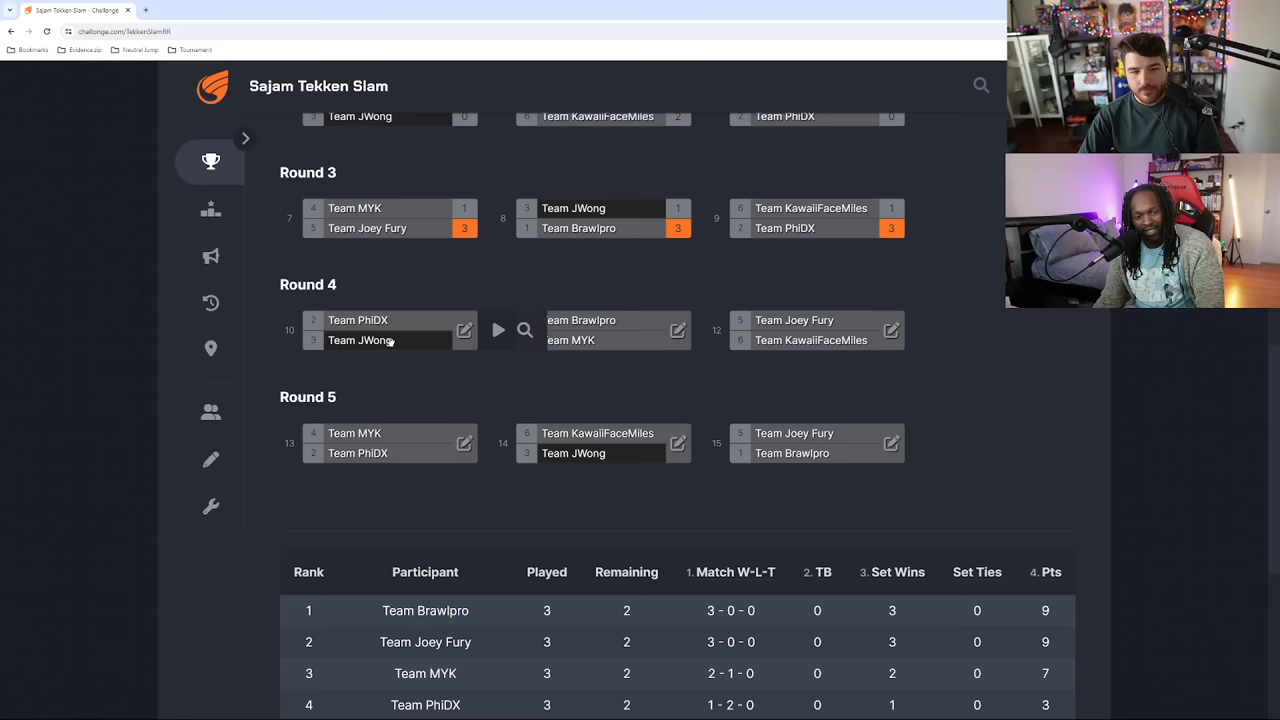 Sajam Tekken Slam - Challonge
challonge.com/TekkenSlamRR
Bookmarks Evidence.zip Neutral Jump Tournament
Sajam Tekken Slam
3 Team JWong 0 6 Team KawaiiFaceMiles 2 2 Team PhiDX 0
Round 3
7 4 Team MYK 1
5 Team Joey Fury 3
8 3 Team JWong 1
1 Team Brawlpro 3
9 6 Team KawaiiFaceMiles 1
2 Team PhiDX 3
Round 4
10 2 Team PhiDX
3 Team JWong
eam Brawlpro
eam MYK
12 5 Team Joey Fury
6 Team KawaiiFaceMiles
Round 5
13 4 Team MYK
2 Team PhiDX
14 6 Team KawaiiFaceMiles
3 Team JWong
15 5 Team Joey Fury
1 Team Brawlpro
Rank Participant Played Remaining 1. Match W-L-T 2. TB 3. Set Wins Set Ties 4. Pts
1 Team Brawlpro 3 2 3 - 0 - 0 0 3 0 9
2 Team Joey Fury 3 2 3 - 0 - 0 0 3 0 9
3 Team MYK 3 2 2 - 1 - 0 0 2 0 7
4 Team PhiDX 3 2 1 - 2 - 0 0 1 0 3